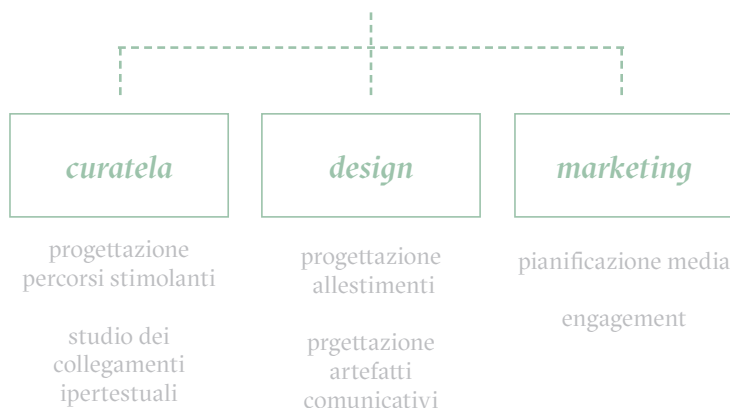 curatela
progettazione
percorsi stimolanti
studio dei
collegamenti
ipertestuali
design
progettazione
allestimenti
prgettazione
artefatti
comunicativi
marketing
pianificazione media
engagement